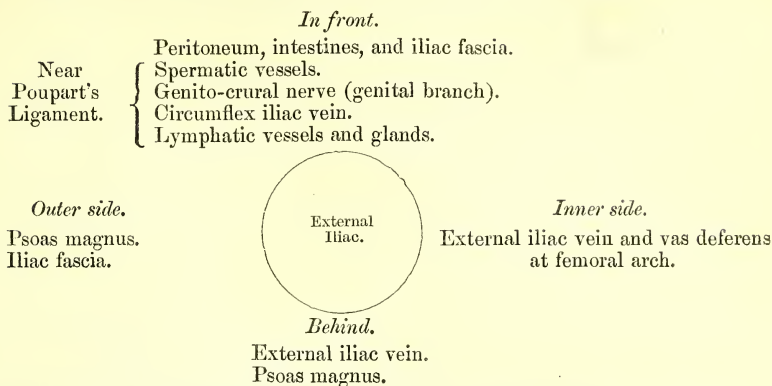 In front.
Peritoneum, intestines, and iliac fascia.
Near
Poupart's
Ligament.
Spermatic vessels.
Genito-crural nerve (genital branch).
Circumflex iliac vein.
Lymphatic vessels and glands.
Outer side.
Psoas magnus.
Iliac fascia.
External
Iliac.
Inner side.
External iliac vein and vas deferens
at femoral arch.
Behind.
External iliac vein.
Psoas magnus.